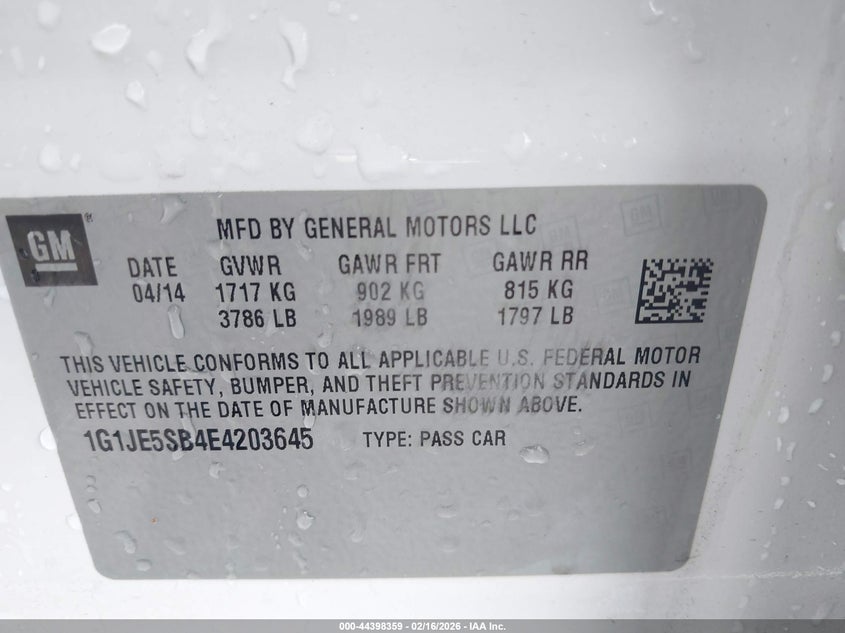 GM®
MFD BY GENERAL MOTORS LLC
DATE GVWR GAWR FRT GAWR RR
04/14 1717 KG 902 KG 815 KG
3786 LB 1989 LB 1797 LB
THIS VEHICLE CONFORMS TO ALL APPLICABLE U.S. FEDERAL MOTOR
VEHICLE SAFETY, BUMPER, AND THEFT PREVENTION STANDARDS IN
EFFECT ON THE DATE OF MANUFACTURE SHOWN ABOVE.
1G1JE5SB4E4203645 TYPE: PASS CAR
000-44398359 - 02/16/2026 - IAA Inc.